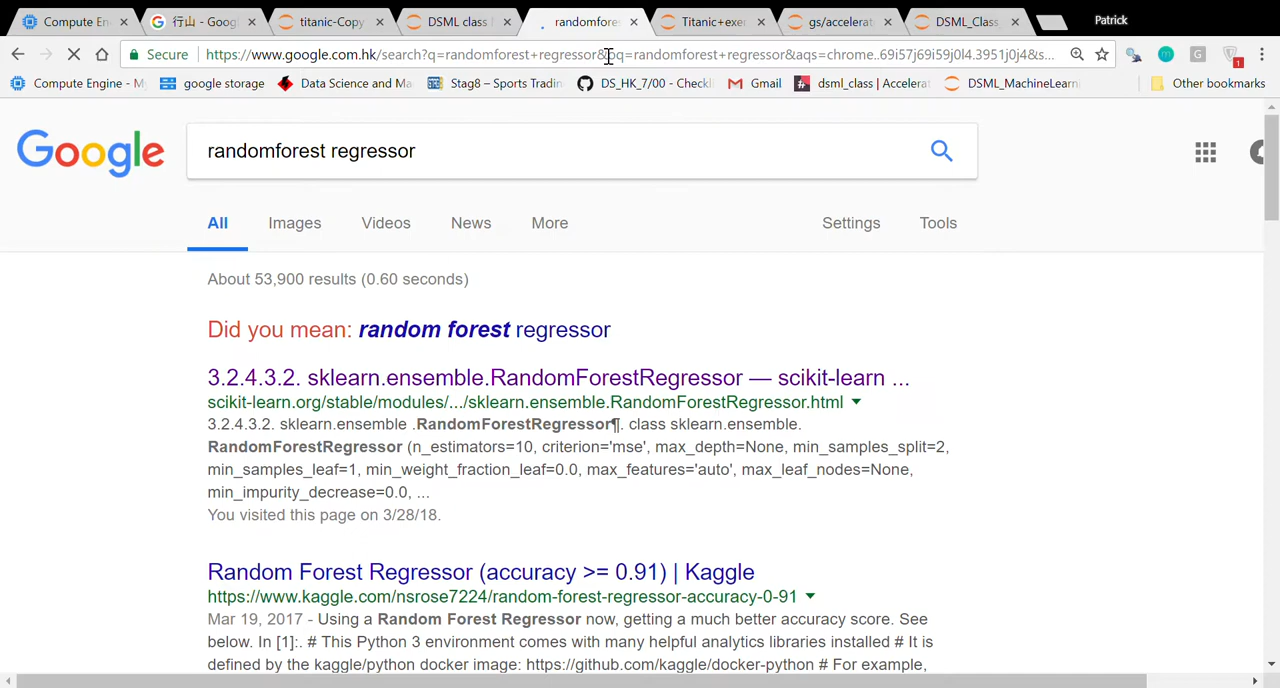 Compute En
行山 - Googl
titanic-Copy
DSML class
randomfores
Titanic+exer
gs/accelerat
DSML_Class
Patrick
Secure
https://www.google.com.hk/search?q=randomforest+regressor&oq=randomforest+regressor&aqs=chrome..69i57j69i59j0l4.3951j0j4&s...
Compute Engine - M
google storage
Data Science and Ma
Stag8 – Sports Tradin
DS_HK_7/00 - Checkl
Gmail
dsml_class | Accelerat
DSML_MachineLearni
Other bookmarks
Google
randomforest regressor
All
Images
Videos
News
More
Settings
Tools
About 53,900 results (0.60 seconds)
Did you mean: random forest regressor
3.2.4.3.2. sklearn.ensemble.RandomForestRegressor — scikit-learn ...
scikit-learn.org/stable/modules/.../sklearn.ensemble.RandomForestRegressor.html
3.2.4.3.2. sklearn.ensemble .RandomForestRegressor¶. class sklearn.ensemble.
RandomForestRegressor (n_estimators=10, criterion='mse', max_depth=None, min_samples_split=2,
min_samples_leaf=1, min_weight_fraction_leaf=0.0, max_features='auto', max_leaf_nodes=None,
min_impurity_decrease=0.0, ...
You visited this page on 3/28/18.
Random Forest Regressor (accuracy >= 0.91) | Kaggle
https://www.kaggle.com/nsrose7224/random-forest-regressor-accuracy-0-91
Mar 19, 2017 - Using a Random Forest Regressor now, getting a much better accuracy score. See
below. In [1]:. # This Python 3 environment comes with many helpful analytics libraries installed # It is
defined by the kaggle/python docker image: https://github.com/kaggle/docker-python # For example,